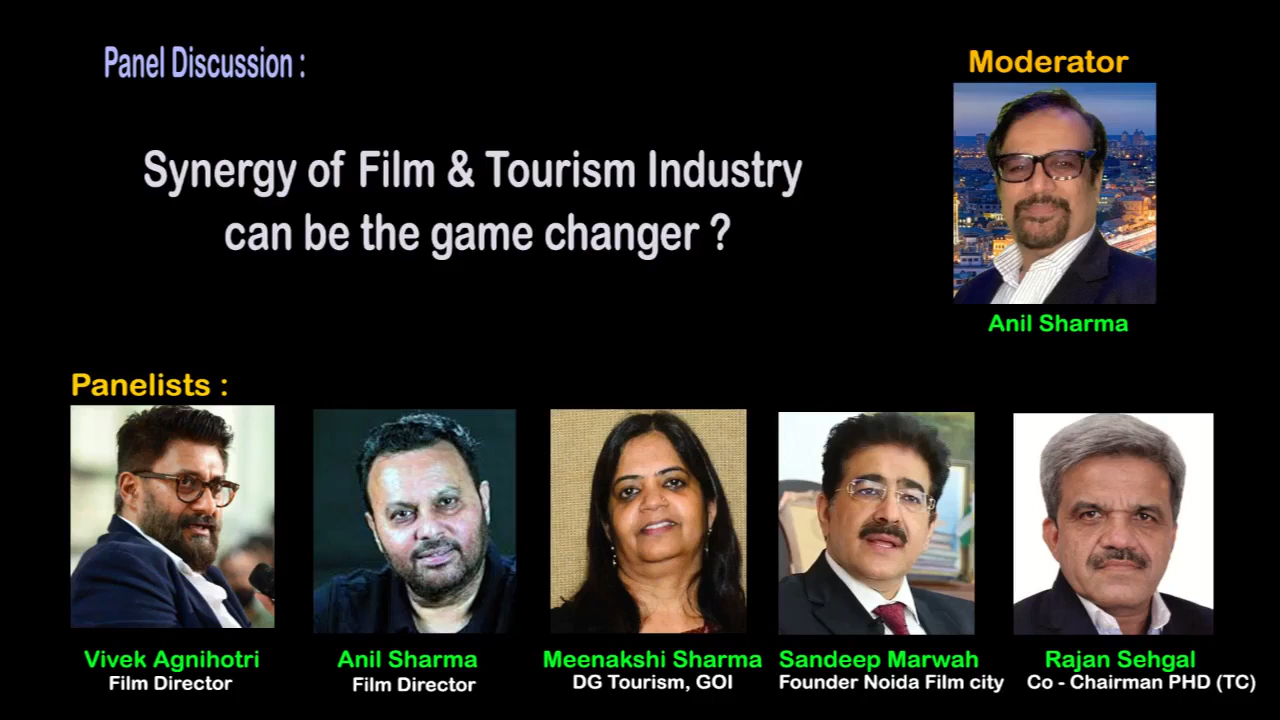 Panel Discussion :
Moderator
Synergy of Film & Tourism Industry
can be the game changer ?
Anil Sharma
Panelists :
Vivek Agnihotri
Film Director
Anil Sharma
Film Director
Meenakshi Sharma
DG Tourism, GOI
Sandeep Marwah
Founder Noida Film city
Rajan Sehgal
Co - Chairman PHD (TC)